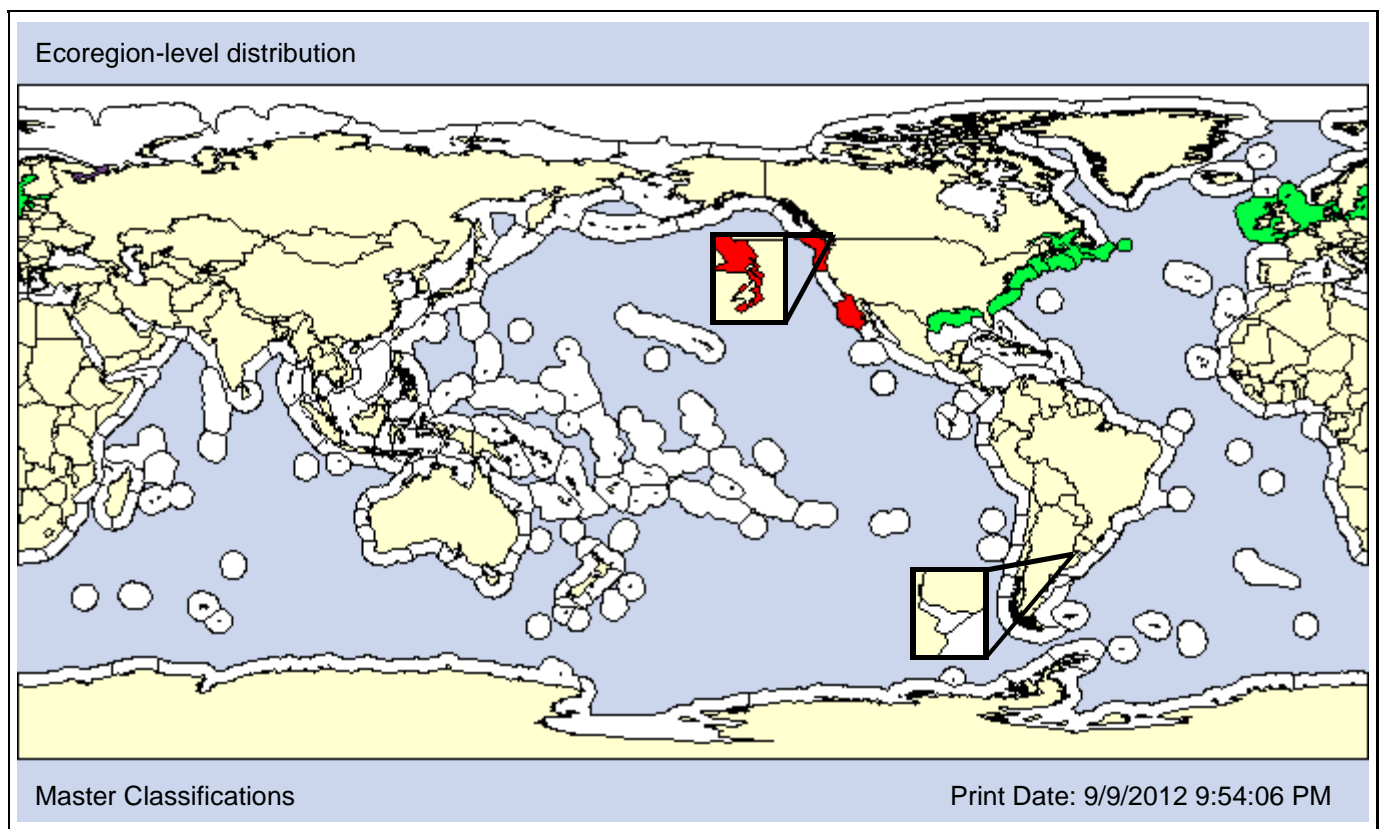 Ecoregion-level distribution
Master Classifications
Print Date: 9/9/2012 9:54:06 PM